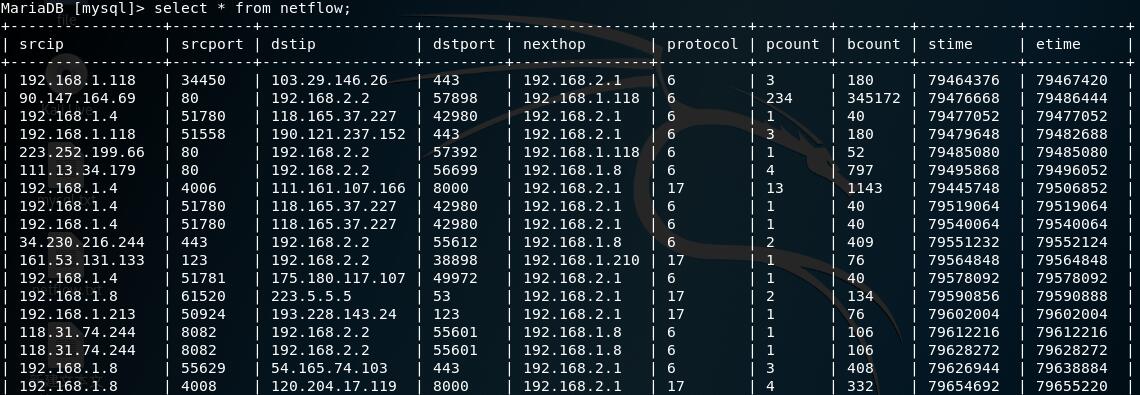 MariaDB [mysql]> select * from netflow;
| srcip | srcport | dstip | dstport | nexthop | protocol | pcount | bcount | stime | etime |
| 192.168.1.118 | 34450 | 103.29.146.26 | 443 | 192.168.2.1 | 6 | 3 | 180 | 79464376 | 79467420 |
| 90.147.164.69 | 80 | 192.168.2.2 | 57898 | 192.168.1.118 | 6 | 234 | 345172 | 79476668 | 79486444 |
| 192.168.1.4 | 51780 | 118.165.37.227 | 42980 | 192.168.2.1 | 6 | 1 | 40 | 79477052 | 79477052 |
| 192.168.1.118 | 51558 | 190.121.237.152 | 443 | 192.168.2.1 | 6 | 3 | 180 | 79479648 | 79482688 |
| 223.252.199.66 | 80 | 192.168.2.2 | 57392 | 192.168.1.118 | 6 | 1 | 52 | 79485080 | 79485080 |
| 111.13.34.179 | 80 | 192.168.2.2 | 56699 | 192.168.1.8 | 6 | 4 | 797 | 79495868 | 79496052 |
| 192.168.1.4 | 4006 | 111.161.107.166 | 8000 | 192.168.2.1 | 17 | 13 | 1143 | 79445748 | 79506852 |
| 192.168.1.4 | 51780 | 118.165.37.227 | 42980 | 192.168.2.1 | 6 | 1 | 40 | 79519064 | 79519064 |
| 192.168.1.4 | 51780 | 118.165.37.227 | 42980 | 192.168.2.1 | 6 | 1 | 40 | 79540064 | 79540064 |
| 34.230.216.244 | 443 | 192.168.2.2 | 55612 | 192.168.1.8 | 6 | 2 | 409 | 79551232 | 79552124 |
| 161.53.131.133 | 123 | 192.168.2.2 | 38898 | 192.168.1.210 | 17 | 1 | 76 | 79564848 | 79564848 |
| 192.168.1.4 | 51781 | 175.180.117.107 | 49972 | 192.168.2.1 | 6 | 1 | 40 | 79578092 | 79578092 |
| 192.168.1.8 | 61520 | 223.5.5.5 | 53 | 192.168.2.1 | 17 | 2 | 134 | 79590856 | 79590888 |
| 192.168.1.213 | 50924 | 193.228.143.24 | 123 | 192.168.2.1 | 17 | 1 | 76 | 79602004 | 79602004 |
| 118.31.74.244 | 8082 | 192.168.2.2 | 55601 | 192.168.1.8 | 6 | 1 | 106 | 79612216 | 79612216 |
| 118.31.74.244 | 8082 | 192.168.2.2 | 55601 | 192.168.1.8 | 6 | 1 | 106 | 79628272 | 79628272 |
| 192.168.1.8 | 55629 | 54.165.74.103 | 443 | 192.168.2.1 | 6 | 3 | 408 | 79626944 | 79638884 |
| 192.168.1.8 | 4008 | 120.204.17.119 | 8000 | 192.168.2.1 | 17 | 4 | 332 | 79654692 | 79655220 |